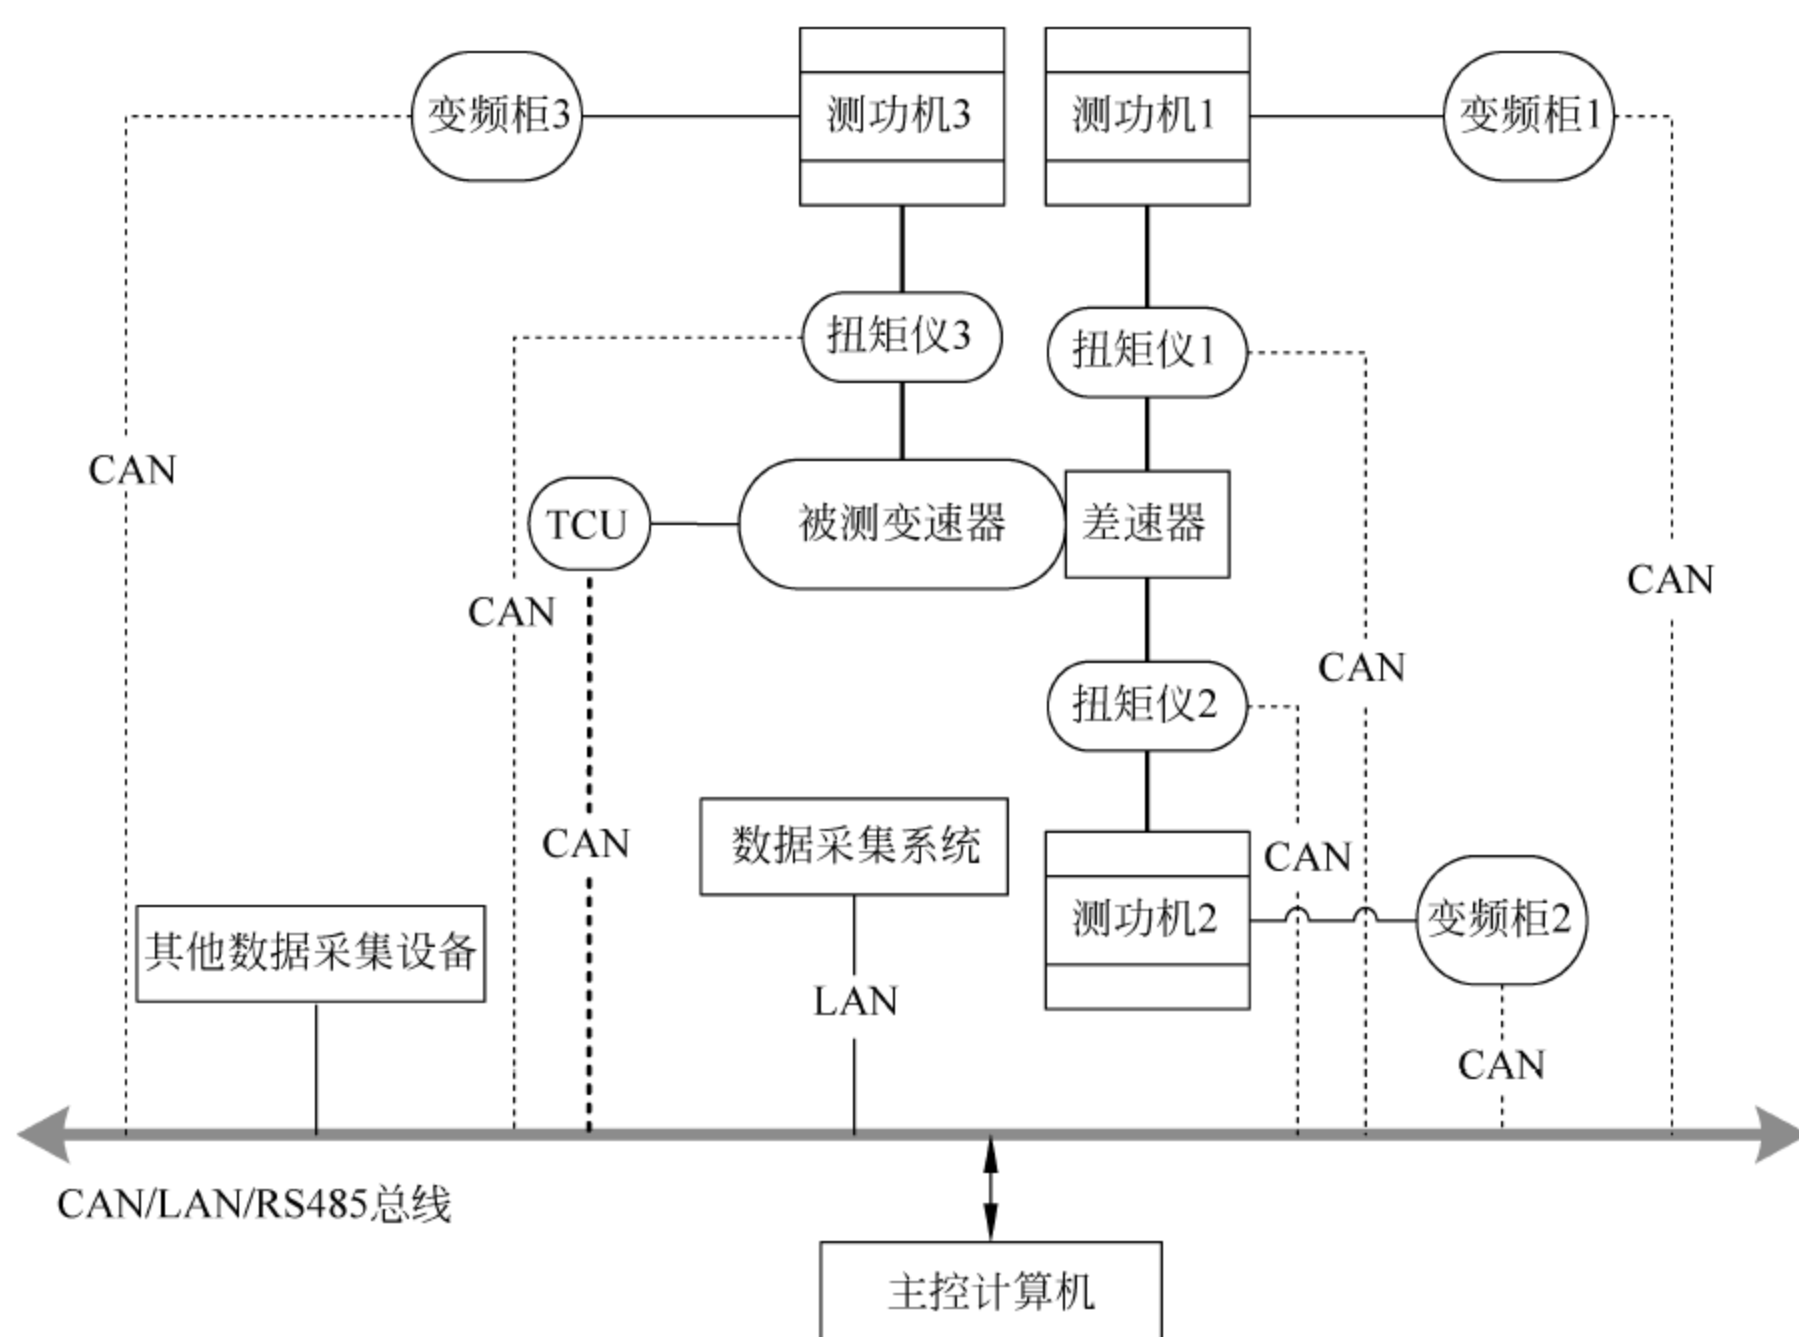 变频柜3
测功机3
测功机1
变频柜1
扭矩仪3
扭矩仪1
CAN
TCU
被测变速器
差速器
CAN
CAN
CAN
扭矩仪2
CAN
数据采集系统
CAN
其他数据采集设备
测功机2
变频柜2
LAN
CAN
CAN/LAN/RS485总线
主控计算机